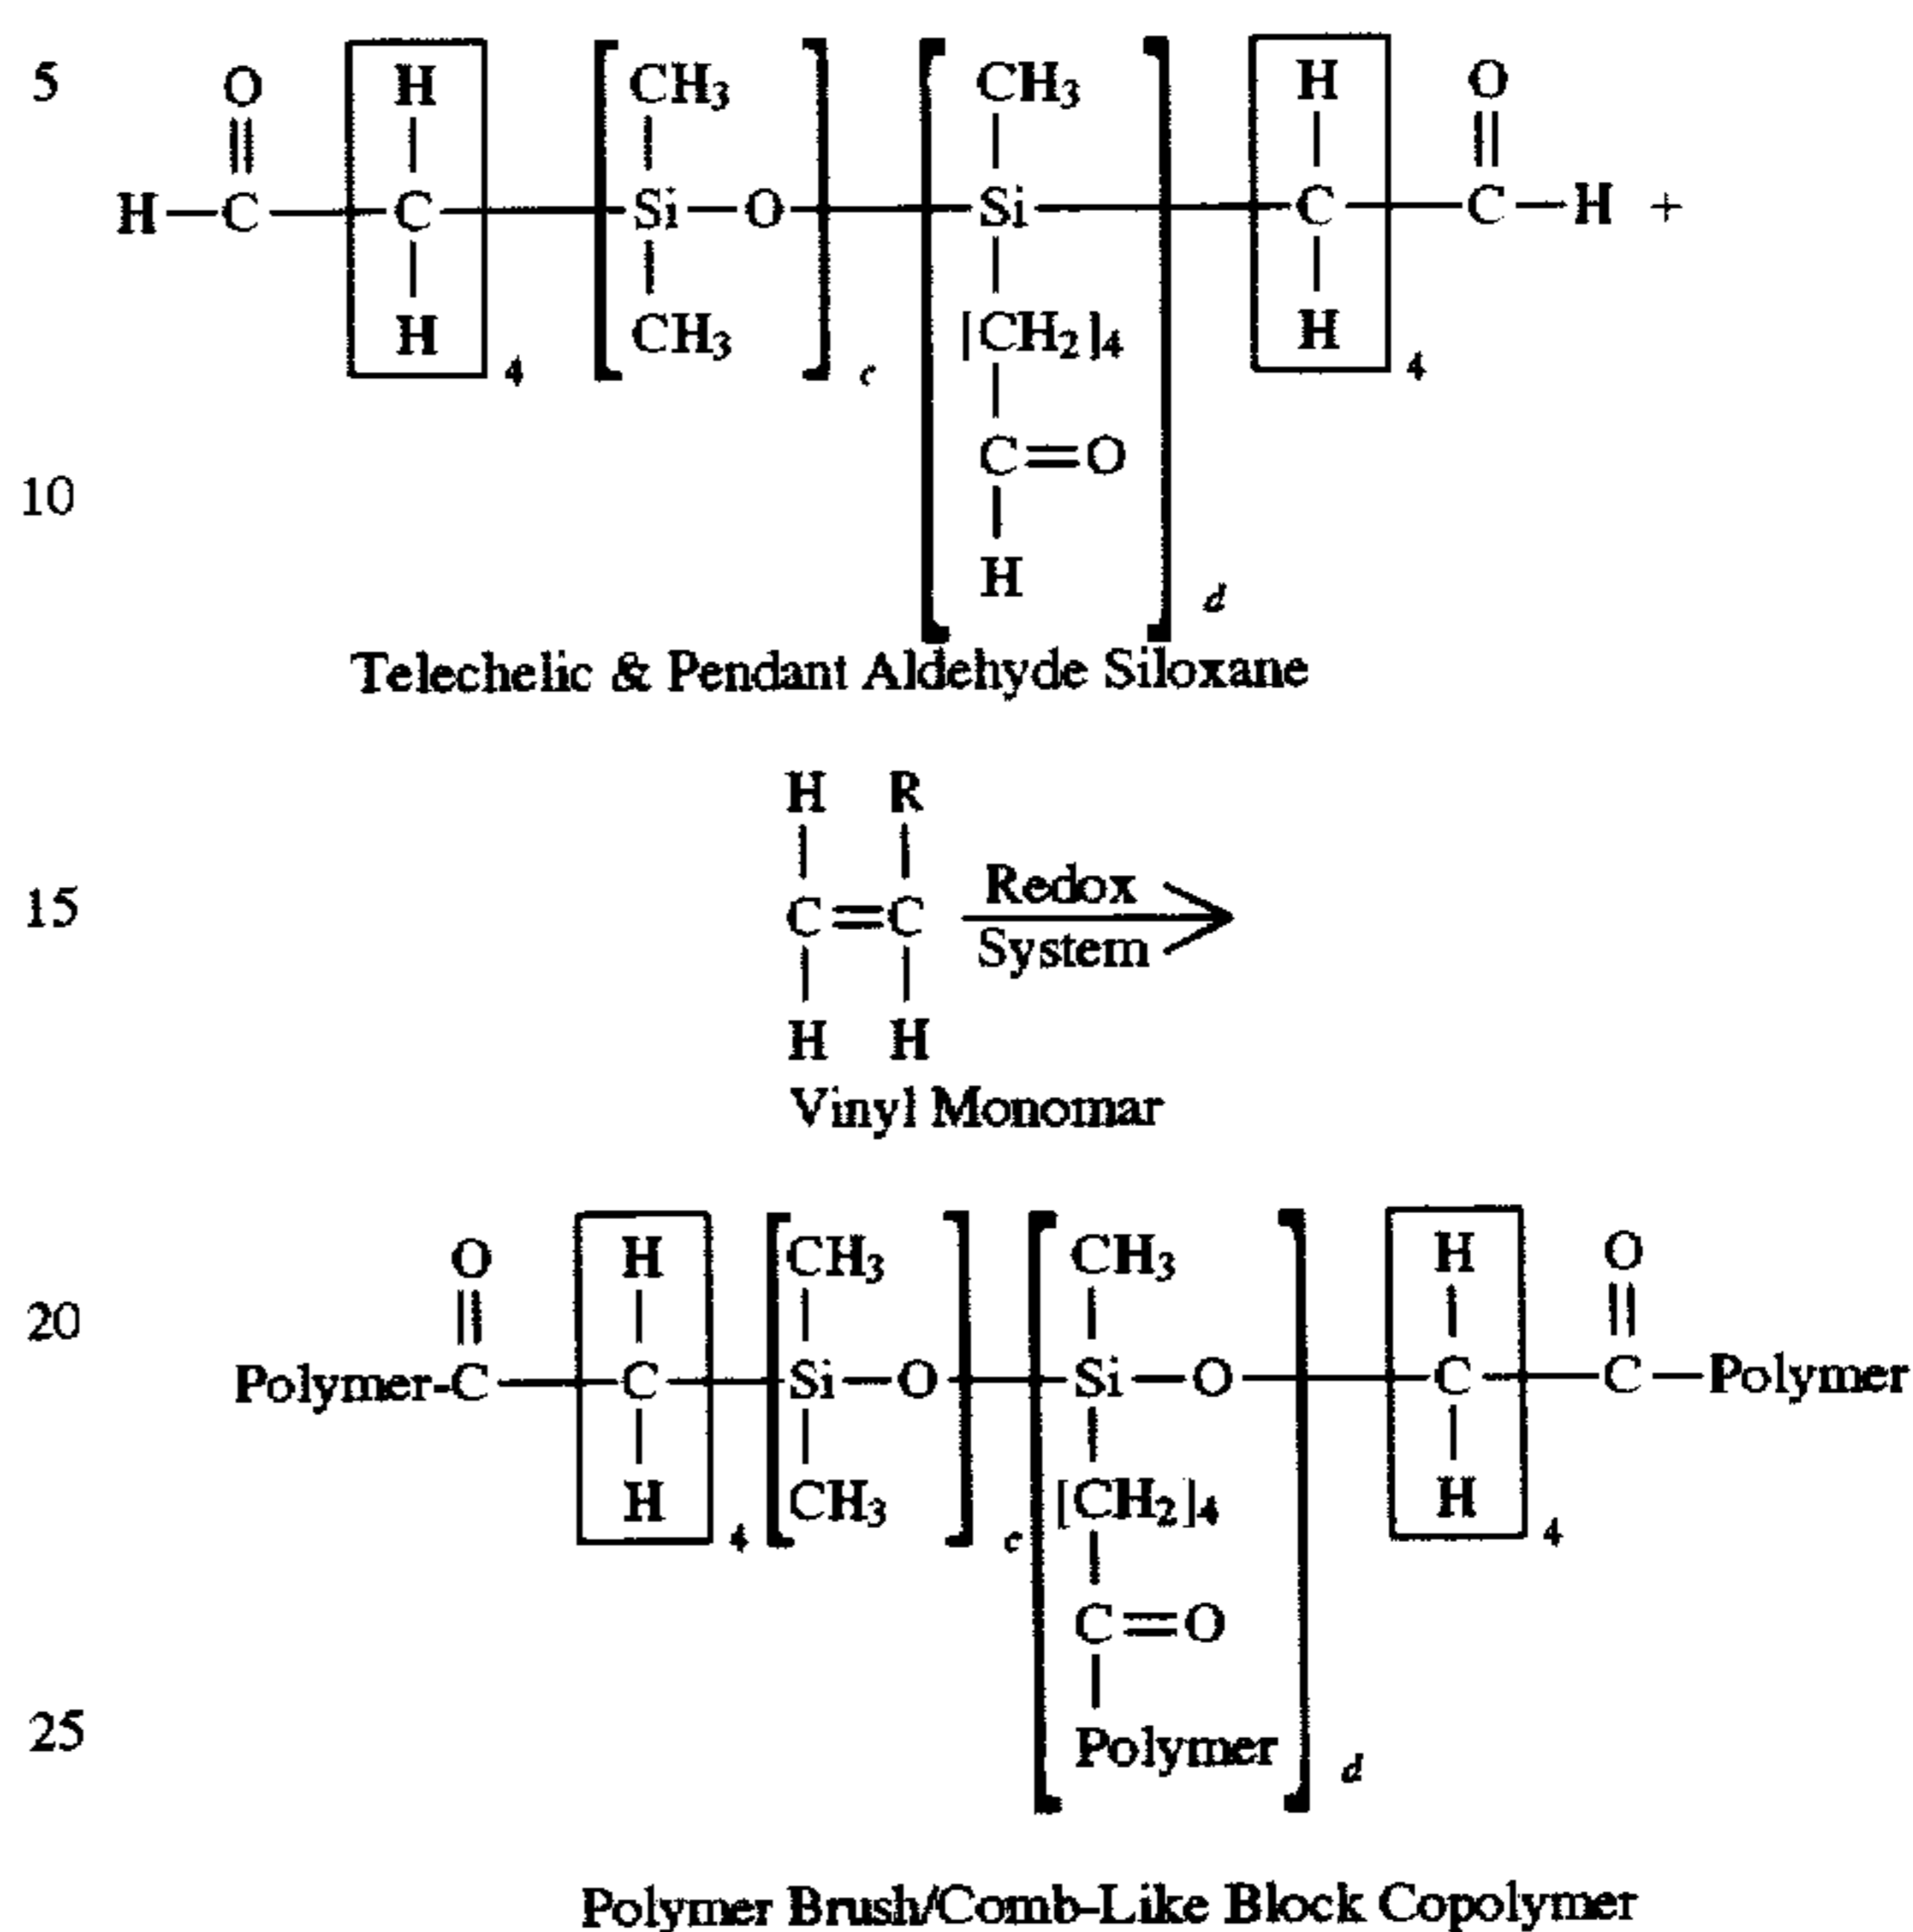 5 O H CH₃ CH₃ H O
H—C—C—Si—O—Si—C—C—H +
H 4 CH₃ c [CH₂]4 H 4
10 C=O
H d
Telechelic & Pendant Aldehyde Siloxane
H R
15 C=C Redox
System
H H
Vinyl Monomar
O H CH₃ CH₃ H O
20 Polymer-C—C—Si—O—Si—O—C—C—Polymer
H 4 CH₃ c [CH₂]4 H 4
C=O
25 Polymer d
Polymer Brush/Comb-Like Block Copolymer